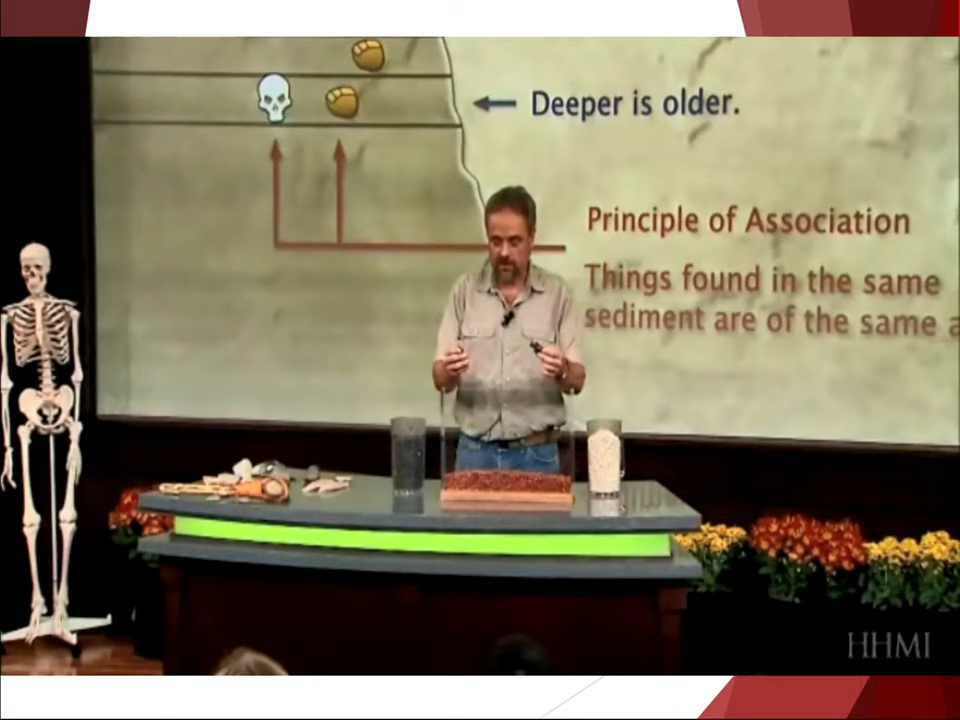 Deeper is older.
Principle of Association
Things found in the same
sediment are of the same
HHMI